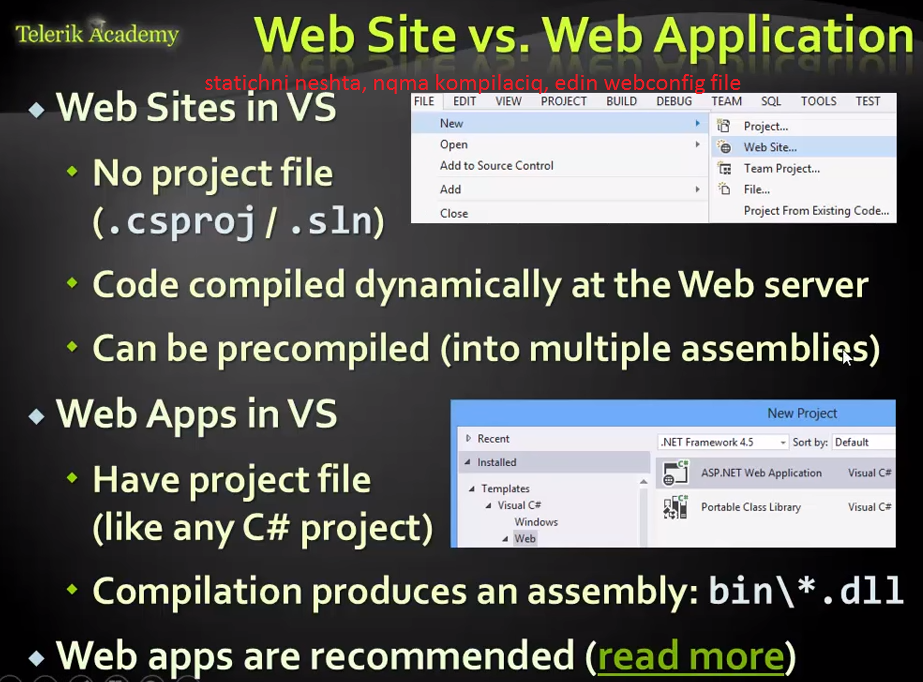 Telerik Academy
Web Site vs. Web Application
statichni neshta, nqma kompilaciq, edin webconfig file
Web Sites in VS
No project file
(.csproj / .sln)
FILE EDIT VIEW PROJECT BUILD DEBUG TEAM SQL TOOLS TEST
New
Open
Add to Source Control
Add
Close
Project...
Web Site...
Team Project...
File...
Project From Existing Code...
Code compiled dynamically at the Web server
Can be precompiled (into multiple assemblies)
Web Apps in VS
Have project file
(like any C# project)
New Project
Recent
Installed
Templates
Visual C#
Windows
Web
.NET Framework 4.5 Sort by: Default
ASP.NET Web Application Visual C#
Portable Class Library Visual C#
Compilation produces an assembly: bin\*.dll
Web apps are recommended (read more)